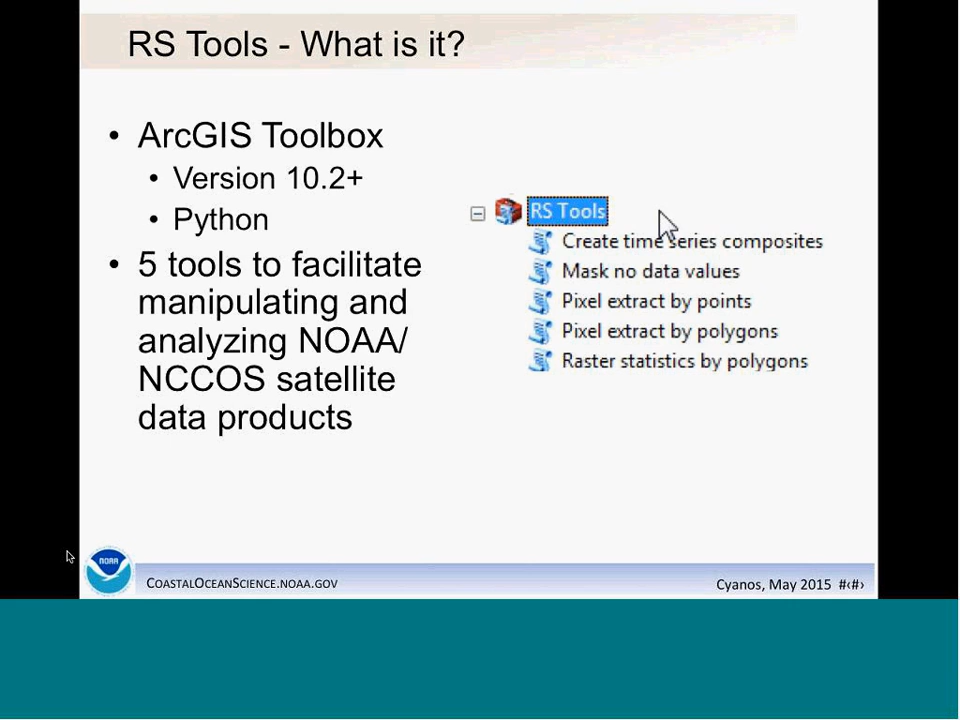 RS Tools - What is it?
• ArcGIS Toolbox
• Version 10.2+
• Python
• 5 tools to facilitate
manipulating and
analyzing NOAA/
NCCOS satellite
data products
RS Tools
Create time series composites
Mask no data values
Pixel extract by points
Pixel extract by polygons
Raster statistics by polygons
NOAA
COASTALOCEANSCIENCE.NOAA.GOV
Cyanos, May 2015 #‹#›